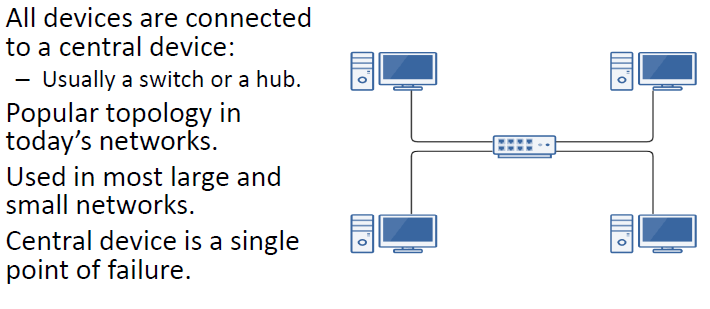 All devices are connected
to a central device:
– Usually a switch or a hub.
Popular topology in
today’s networks.
Used in most large and
small networks.
Central device is a single
point of failure.